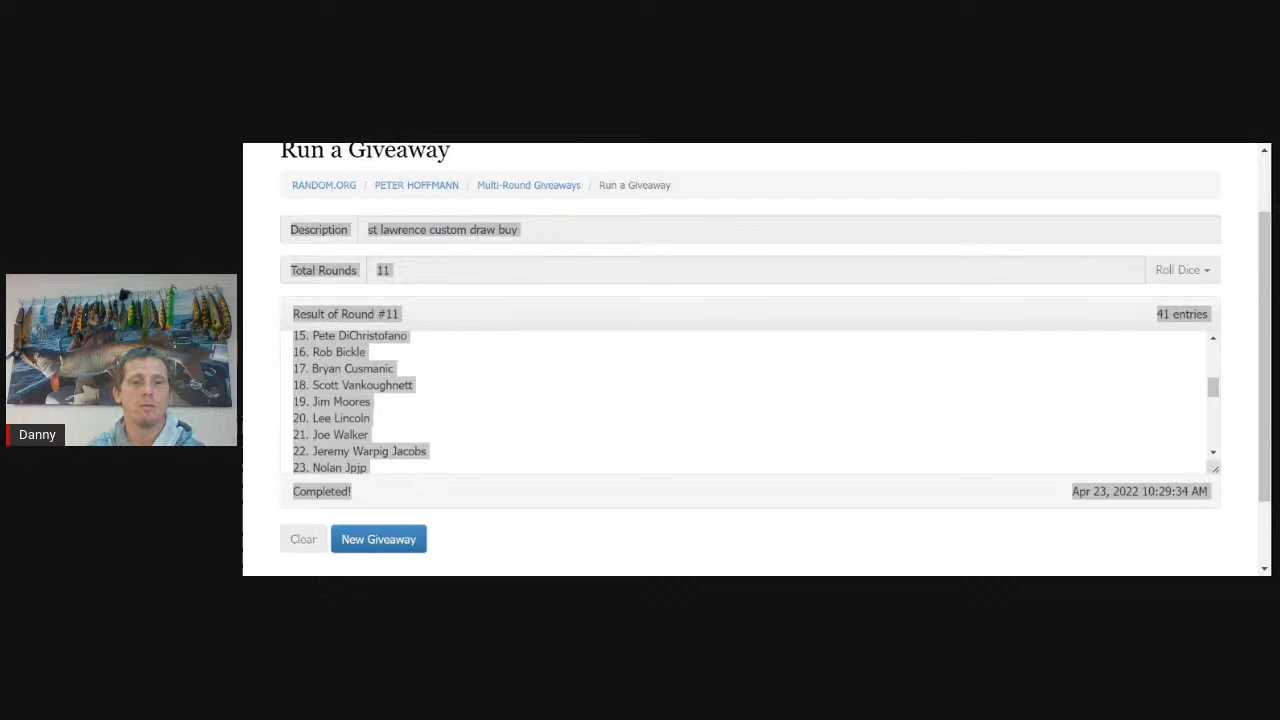 Run a Giveaway
RANDOM.ORG / PETER HOFFMANN / Multi-Round Giveaways / Run a Giveaway
Description st lawrence custom draw buy
Total Rounds 11 Roll Dice
Result of Round #11 41 entries
15. Pete DiChristofano
16. Rob Bickle
17. Bryan Cusmanic
18. Scott Vankoughnett
19. Jim Moores
20. Lee Lincoln
21. Joe Walker
22. Jeremy Warpig Jacobs
23. Nolan Jpjp
Completed! Apr 23, 2022 10:29:34 AM
Clear New Giveaway
Danny